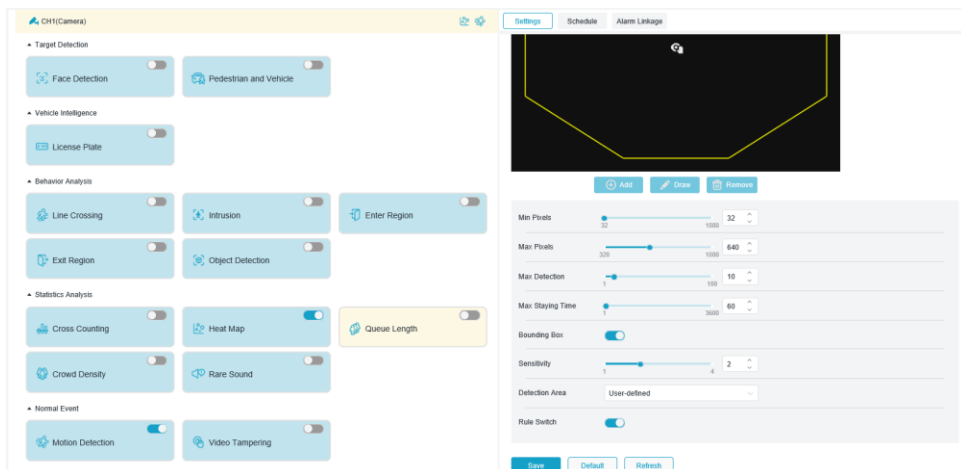 CH1(Camera)
Target Detection
Face Detection
Pedestrian and Vehicle
Vehicle Intelligence
License Plate
Behavior Analysis
Line Crossing
Intrusion
Enter Region
Exit Region
Object Detection
Statistics Analysis
Cross Counting
Heat Map
Queue Length
Crowd Density
Rare Sound
Normal Event
Motion Detection
Video Tampering
Settings Schedule Alarm Linkage
Add Draw Remove
Min Pixels 32
32 1080
Max Pixels 640
320 1080
Max Detection 10
1 100
Max Staying Time 60
1 3600
Bounding Box
Sensitivity 2
1 4
Detection Area User-defined
Rule Switch
Save Default Refresh